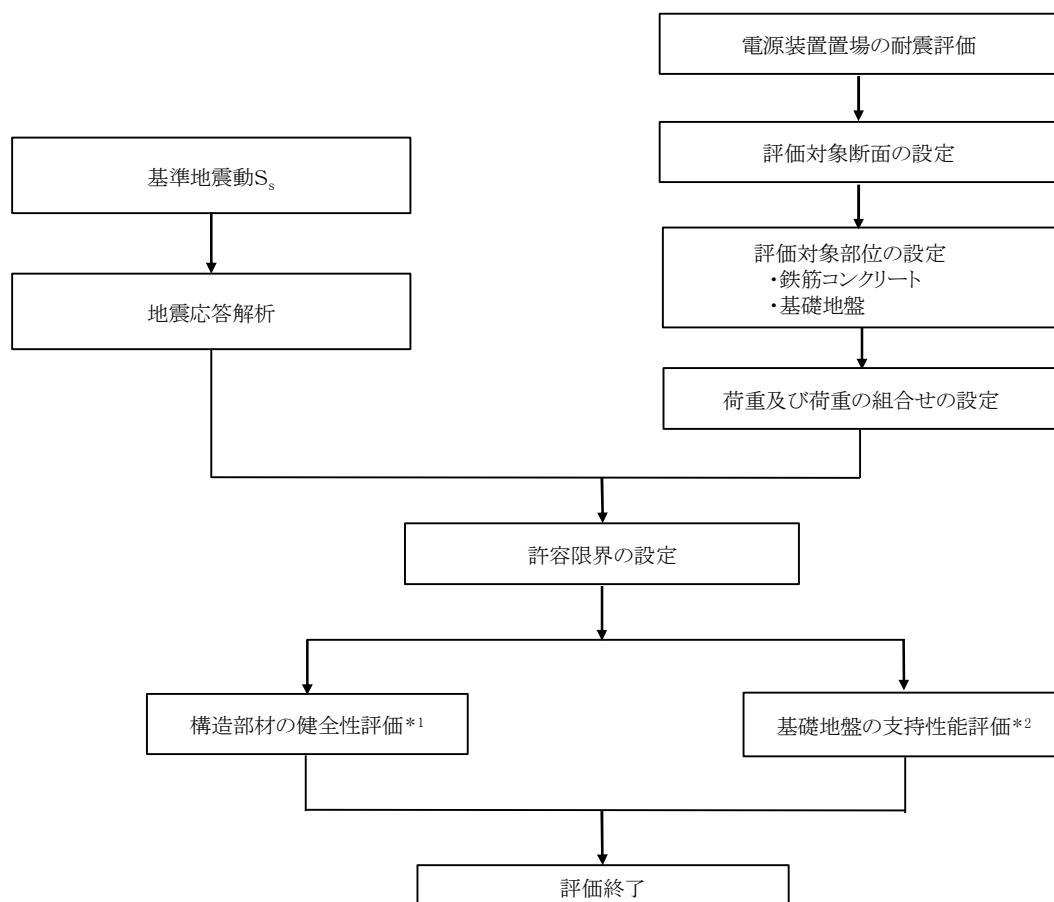 電源装置置場の耐震評価
評価対象断面の設定
基準地震動Ss
評価対象部位の設定
・鉄筋コンクリート
・基礎地盤
地震応答解析
荷重及び荷重の組合せの設定
許容限界の設定
構造部材の健全性評価*1
基礎地盤の支持性能評価*2
評価終了